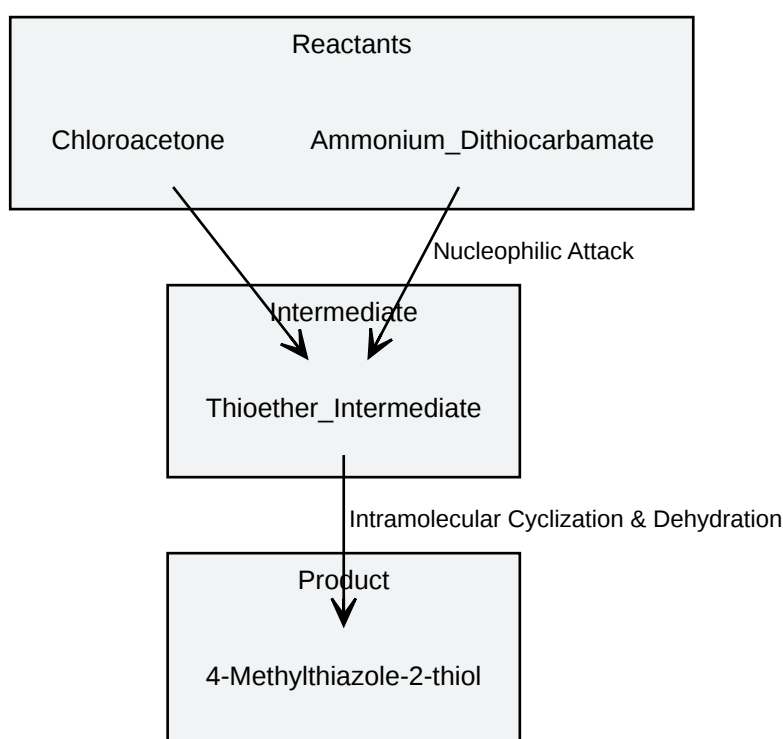 Reactants
Chloroacetone
Ammonium_Dithiocarbamate
Nucleophilic Attack
Intermediate
Thioether_Intermediate
Intramolecular Cyclization & Dehydration
Product
4-Methylthiazole-2-thiol